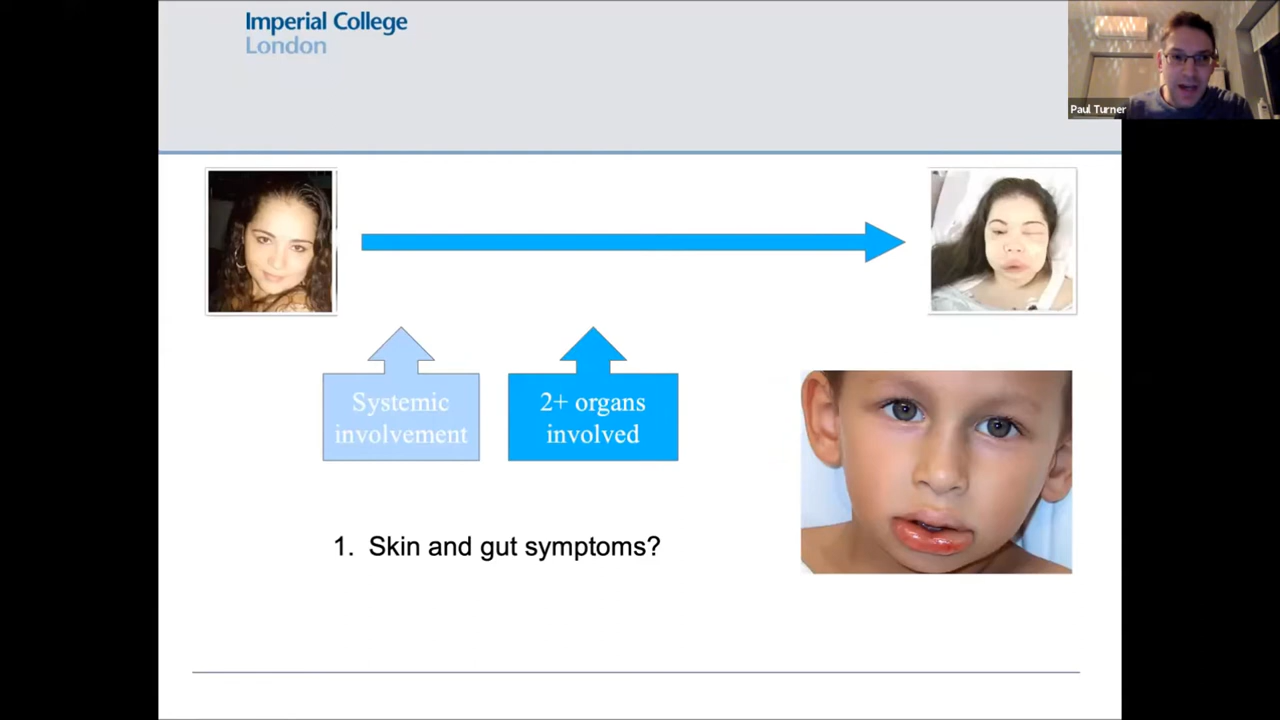 Imperial College
London
Paul Turner
Systemic
involvement
2+ organs
involved
1. Skin and gut symptoms?